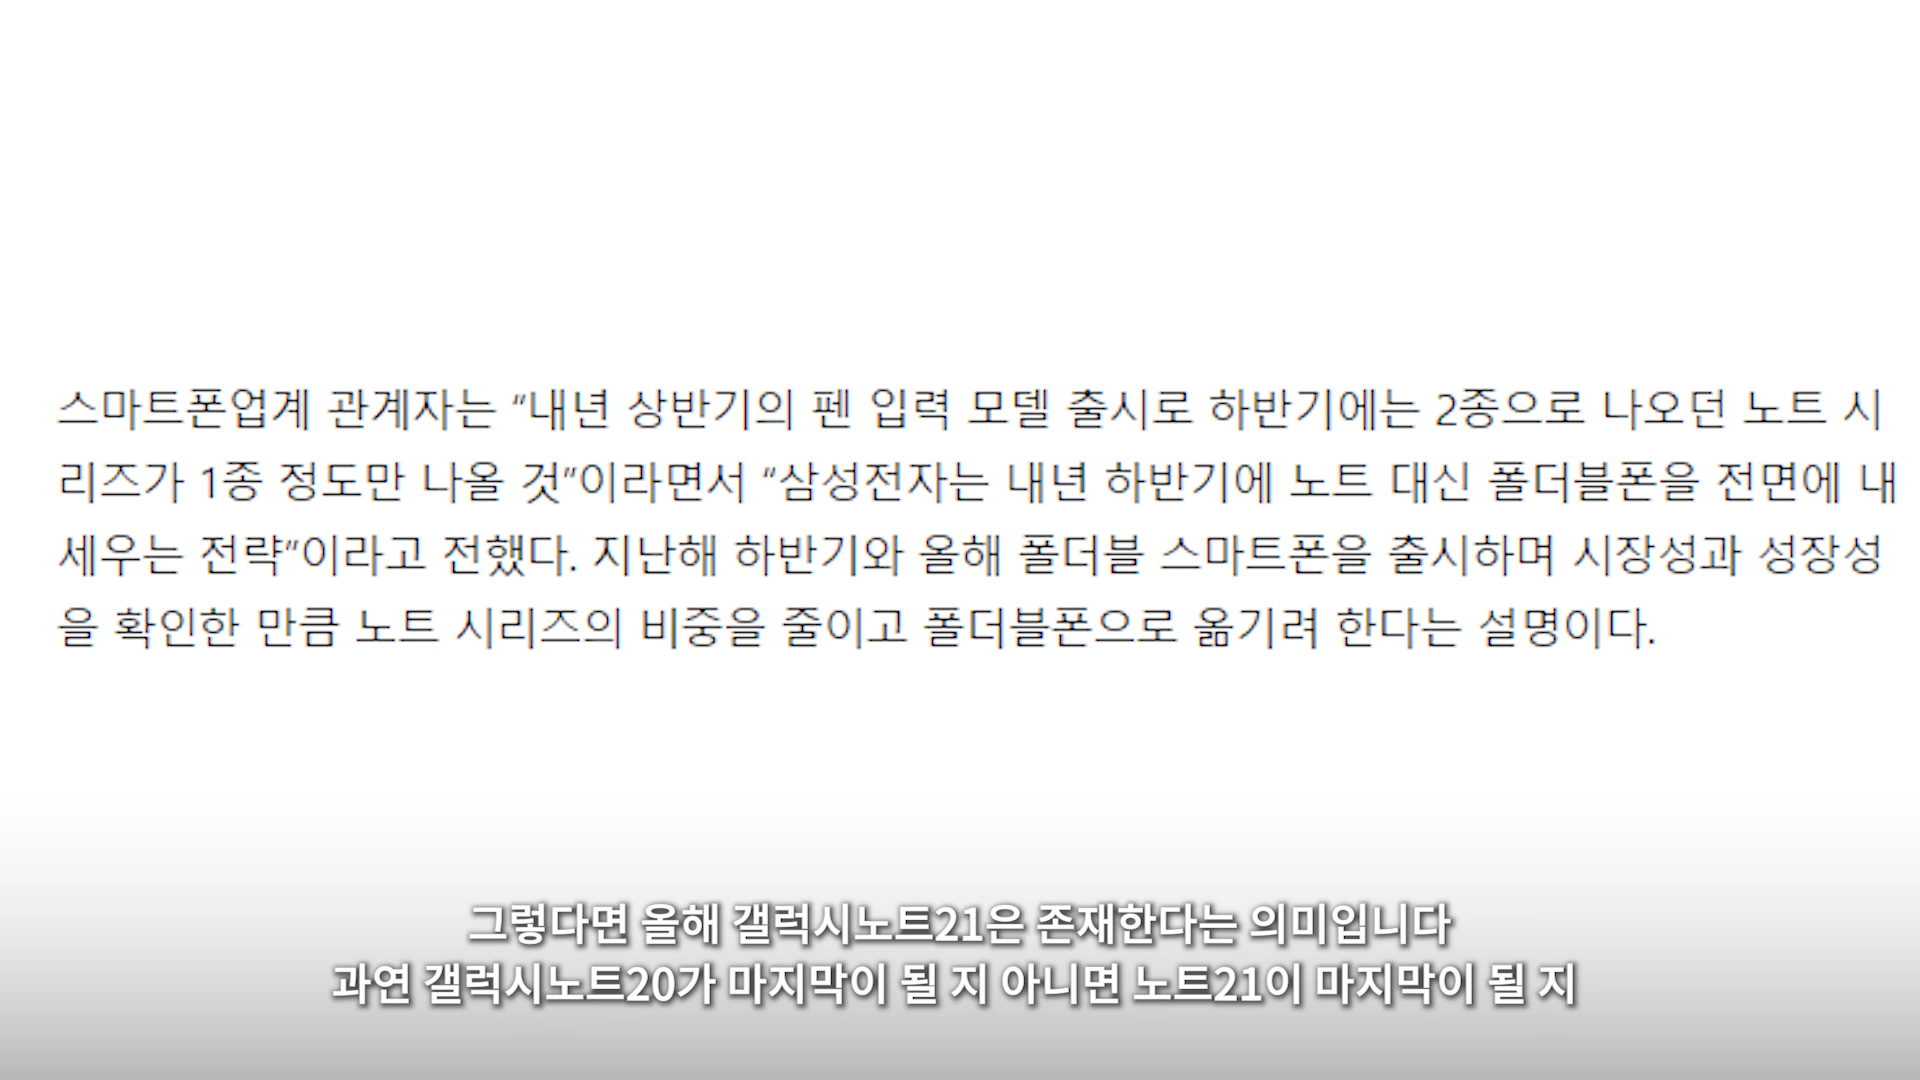 스마트폰업계 관계자는 “내년 상반기의 펜 입력 모델 출시로 하반기에는 2종으로 나오던 노트 시
리즈가 1종 정도만 나올 것”이라면서 “삼성전자는 내년 하반기에 노트 대신 폴더블폰을 전면에 내
세우는 전략”이라고 전했다. 지난해 하반기와 올해 폴더블 스마트폰을 출시하며 시장성과 성장성
을 확인한 만큼 노트 시리즈의 비중을 줄이고 폴더블폰으로 옮기려 한다는 설명이다.
그렇다면 올해 갤럭시노트21은 존재한다는 의미입니다
과연 갤럭시노트20가 마지막이 될 지 아니면 노트21이 마지막이 될 지